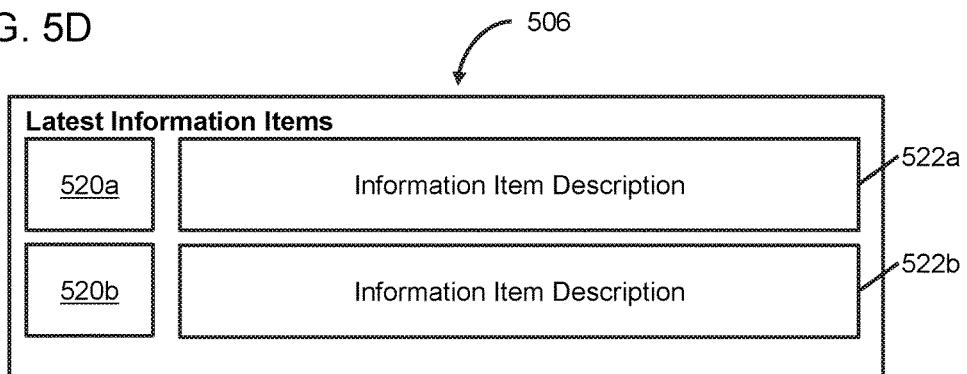 G. 5D
506
Latest Information Items
520a
Information Item Description
522a
520b
Information Item Description
522b